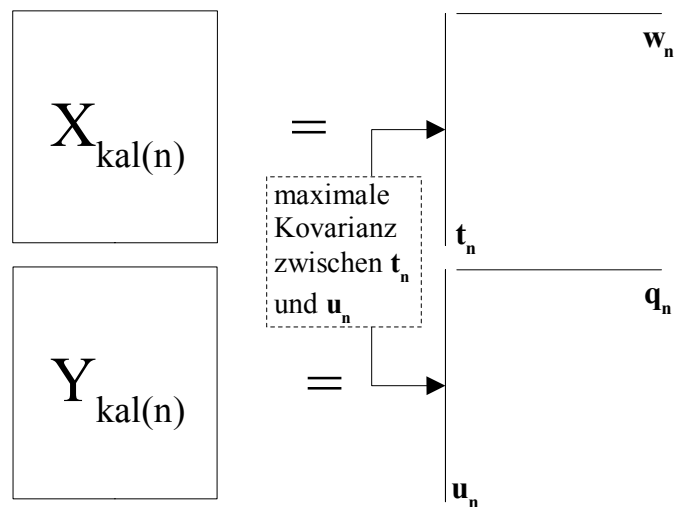 w_n
X_kal(n) =
maximale
Kovarianz
zwischen t_n
und u_n
t_n
q_n
Y_kal(n) =
u_n